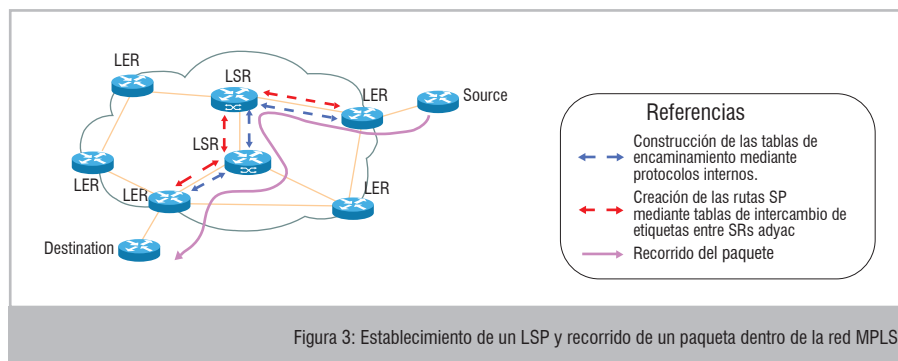 LER
LSR
LER
Source
LSR
LER
LER
LER
Destination
Referencias
Construcción de las tablas de
encaminamiento mediante
protocolos internos.
Creación de las rutas SP
mediante tablas de intercambio de
etiquetas entre SRs adyac
Recorrido del paquete
Figura 3: Establecimiento de un LSP y recorrido de un paqueta dentro de la red MPLS